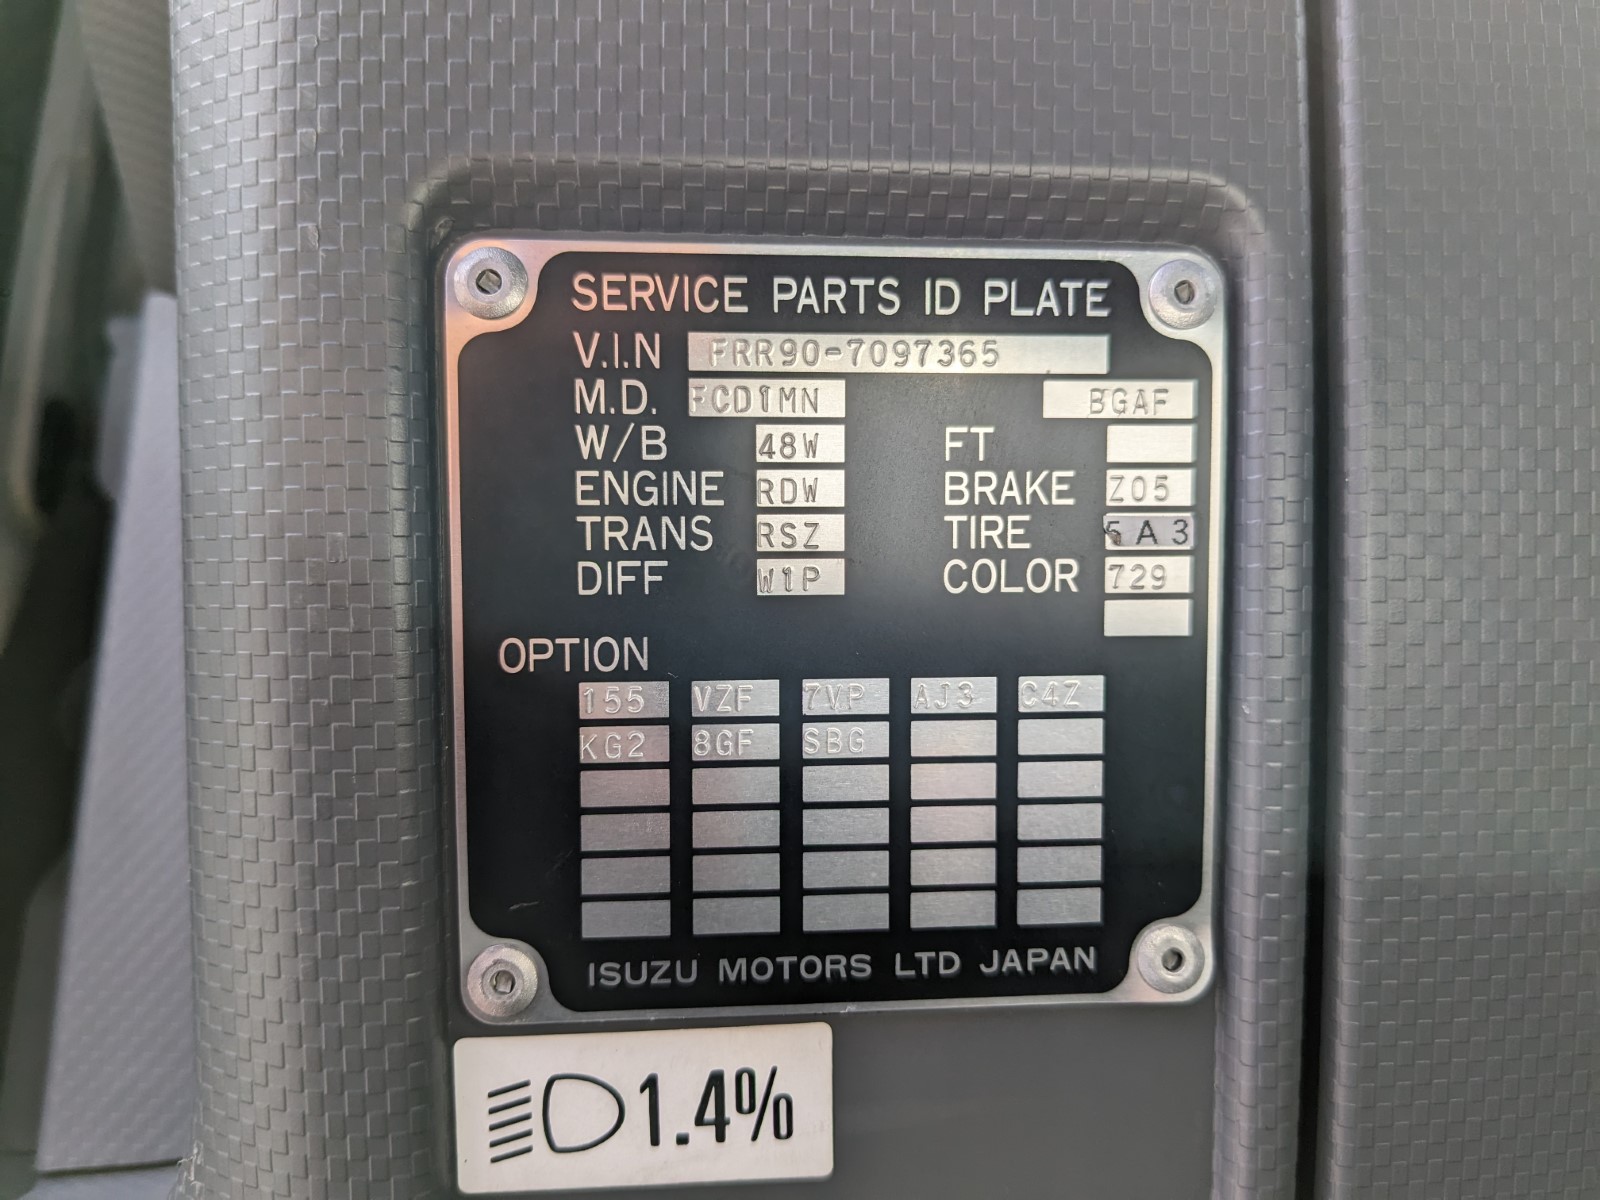 SERVICE PARTS ID PLATE
V.I.N FRR90-7097365
M.D. FCD1MN BGAF
W/B 48W FT
ENGINE RDW BRAKE Z05
TRANS RSZ TIRE 5A3
DIFF W1P COLOR 729
OPTION
155 VZF 7VP AJ3 C4Z
KG2 8GF SBG
ISUZU MOTORS LTD JAPAN
1.4%